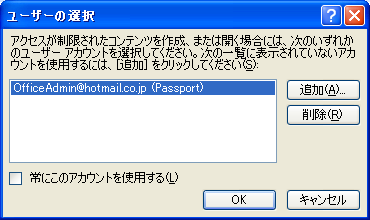 ユーザーの選択
アクセスが制限されたコンテンツを作成、または開く場合には、次のいずれか
のユーザー アカウントを選択してください。次の一覧に表示されていないアカ
ウントを使用するには、[追加] をクリックしてください(S):
OfficeAdmin@hotmail.co.jp (Passport)
追加(A)...
削除(R)
常にこのアカウントを使用する(L)
OK
キャンセル